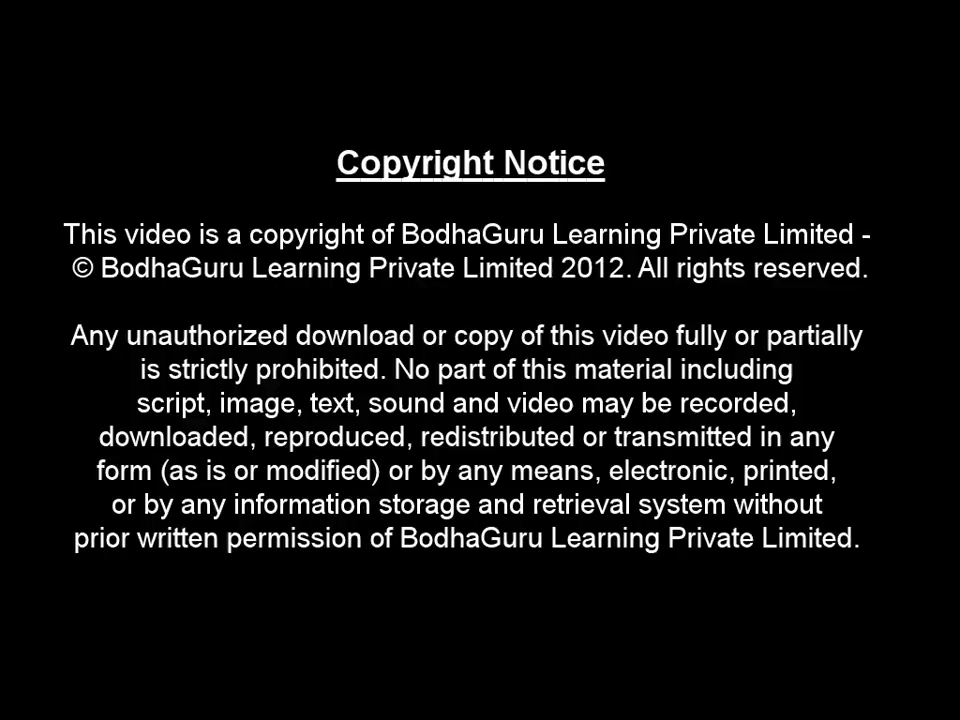 Copyright Notice
This video is a copyright of BodhaGuru Learning Private Limited -
© BodhaGuru Learning Private Limited 2012. All rights reserved.
Any unauthorized download or copy of this video fully or partially
is strictly prohibited. No part of this material including
script, image, text, sound and video may be recorded,
downloaded, reproduced, redistributed or transmitted in any
form (as is or modified) or by any means, electronic, printed,
or by any information storage and retrieval system without
prior written permission of BodhaGuru Learning Private Limited.